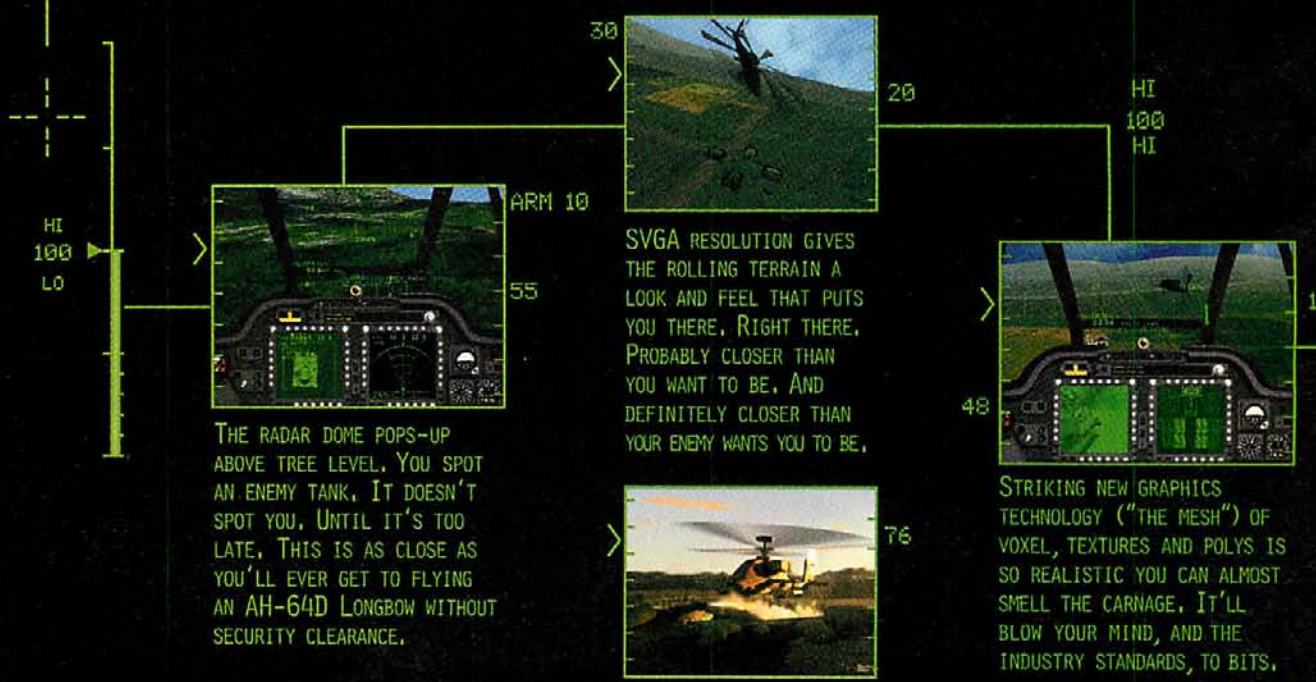 30
20
HI
100
HI
ARM 10
HI
100
LO
55
SVGA RESOLUTION GIVES
THE ROLLING TERRAIN A
LOOK AND FEEL THAT PUTS
YOU THERE. RIGHT THERE.
PROBABLY CLOSER THAN
YOU WANT TO BE. AND
DEFINITELY CLOSER THAN
YOUR ENEMY WANTS YOU TO BE.
48
THE RADAR DOME POPS-UP
ABOVE TREE LEVEL. YOU SPOT
AN ENEMY TANK. IT DOESN'T
SPOT YOU. UNTIL IT'S TOO
LATE. THIS IS AS CLOSE AS
YOU'LL EVER GET TO FLYING
AN AH-64D LONGBOW WITHOUT
SECURITY CLEARANCE.
76
STRIKING NEW GRAPHICS
TECHNOLOGY ("THE MESH") OF
VOXEL, TEXTURES AND POLYS IS
SO REALISTIC YOU CAN ALMOST
SMELL THE CARNAGE. IT'LL
BLOW YOUR MIND, AND THE
INDUSTRY STANDARDS, TO BITS.